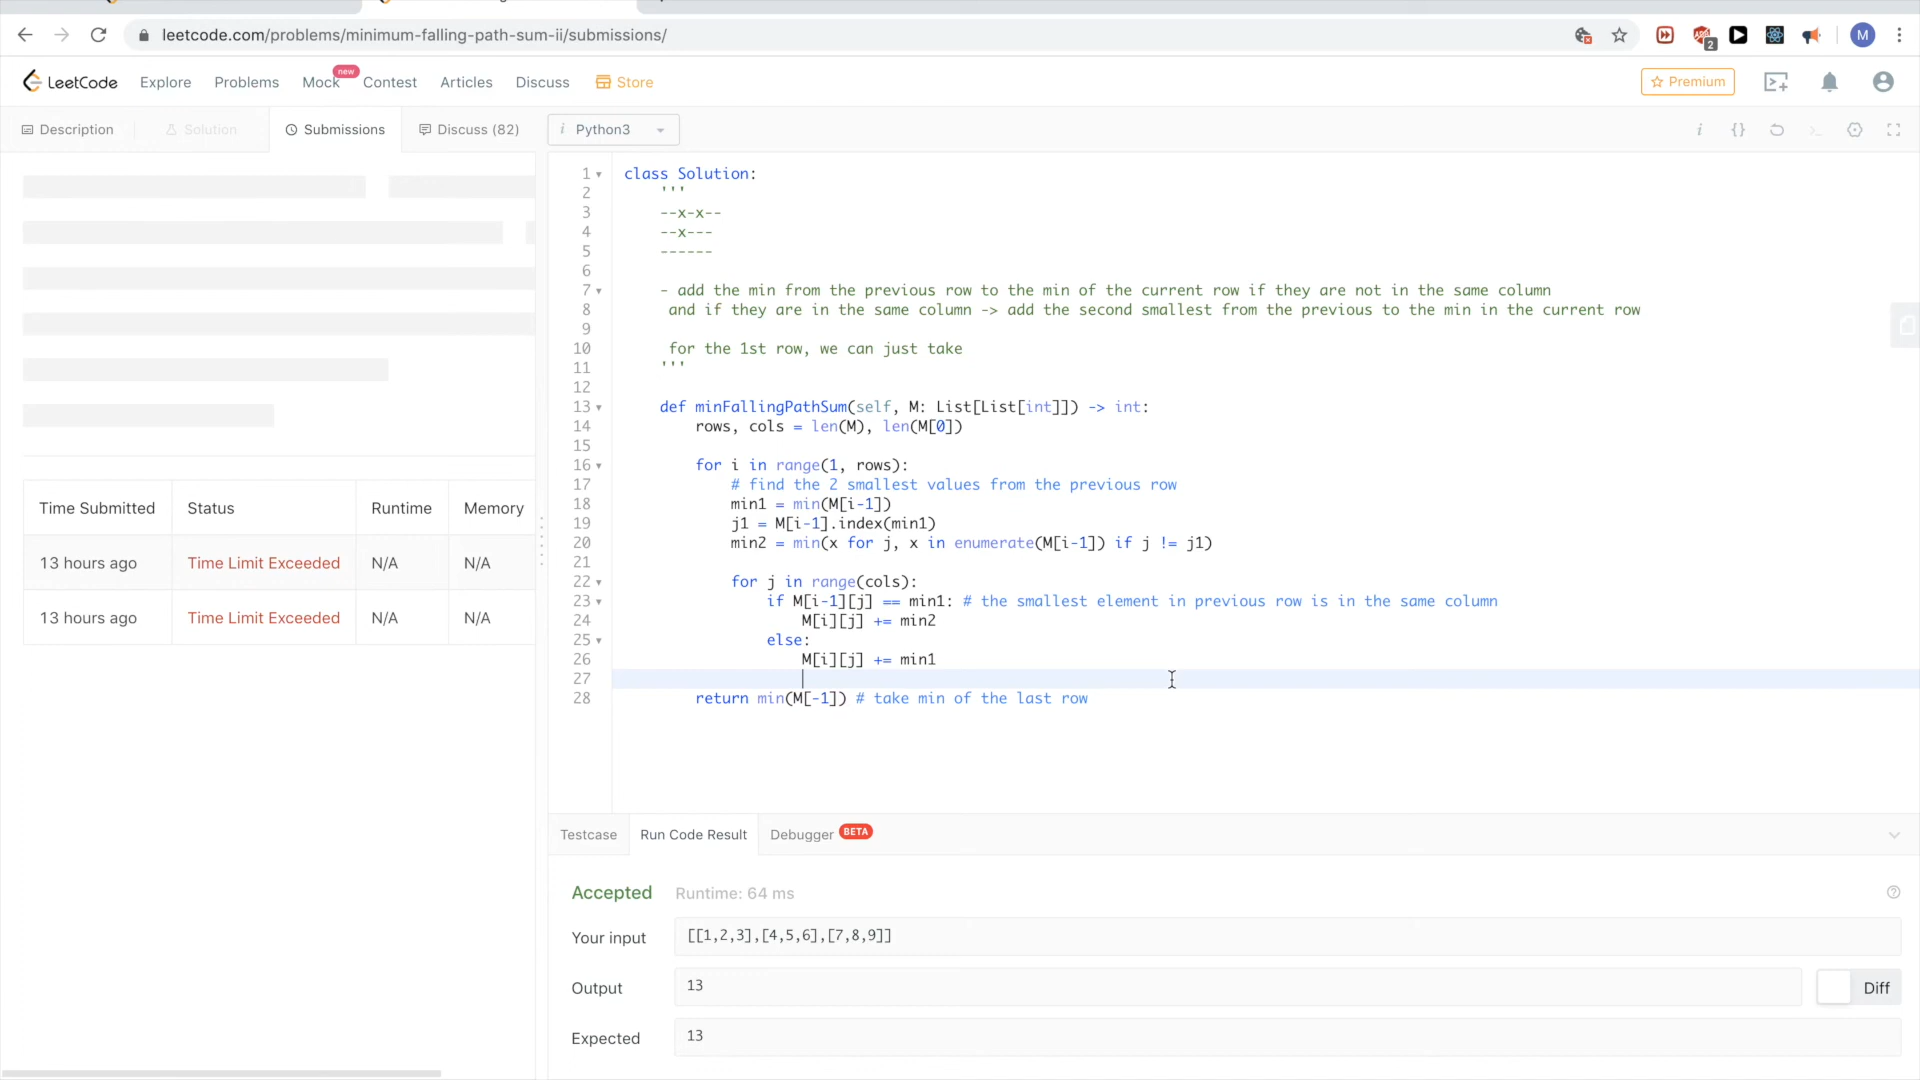 leetcode.com/problems/minimum-falling-path-sum-ii/submissions/
2
M
LeetCode
Explore
Problems
Mock
new
Contest
Articles
Discuss
Store
Premium
Description
Solution
Submissions
Discuss (82)
i Python3
i
{}
1 class Solution:
2 '''
3 --x-x--
4 --x---
5 ------
6
7 - add the min from the previous row to the min of the current row if they are not in the same column
8 and if they are in the same column -> add the second smallest from the previous to the min in the current row
9
10 for the 1st row, we can just take
11 '''
12
13 def minFallingPathSum(self, M: List[List[int]]) -> int:
14 rows, cols = len(M), len(M[0])
15
16 for i in range(1, rows):
17 # find the 2 smallest values from the previous row
18 min1 = min(M[i-1])
19 j1 = M[i-1].index(min1)
20 min2 = min(x for j, x in enumerate(M[i-1]) if j != j1)
21
22 for j in range(cols):
23 if M[i-1][j] == min1: # the smallest element in previous row is in the same column
24 M[i][j] += min2
25 else:
26 M[i][j] += min1
27
28 return min(M[-1]) # take min of the last row
Time Submitted Status Runtime Memory
13 hours ago Time Limit Exceeded N/A N/A
13 hours ago Time Limit Exceeded N/A N/A
Testcase
Run Code Result
Debugger BETA
Accepted Runtime: 64 ms
Your input [[1,2,3],[4,5,6],[7,8,9]]
Output 13
Diff
Expected 13